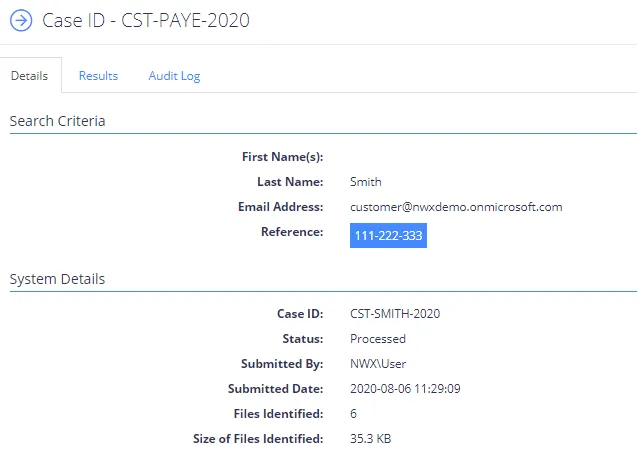 Case ID - CST-PAYE-2020
Details Results Audit Log
Search Criteria
First Name(s):
Last Name: Smith
Email Address: customer@nwxdemo.onmicrosoft.com
Reference: 111-222-333
System Details
Case ID: CST-SMITH-2020
Status: Processed
Submitted By: NWX\User
Submitted Date: 2020-08-06 11:29:09
Files Identified: 6
Size of Files Identified: 35.3 KB